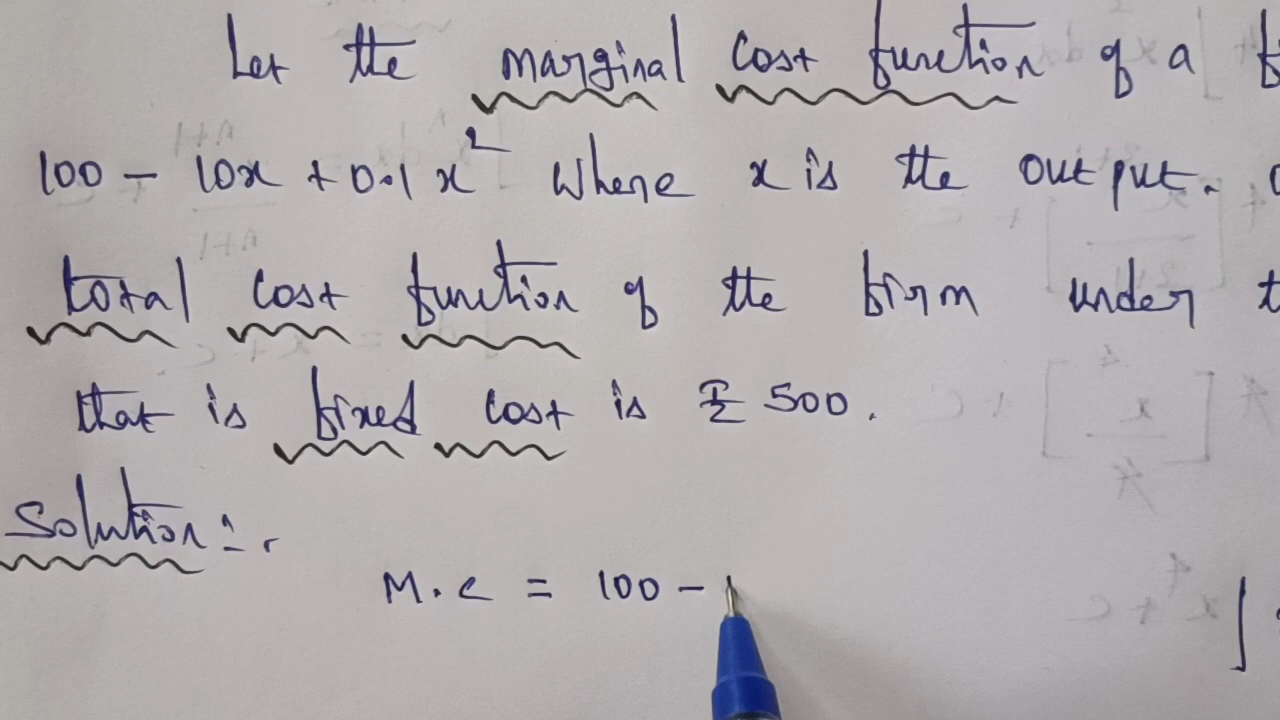 Let the marginal cost function of a
100 - 10x + 0.1x² where x is the output.
total cost function of the firm under
that is fixed cost is ₹ 500.
Solution:-.
M.C = 100 -